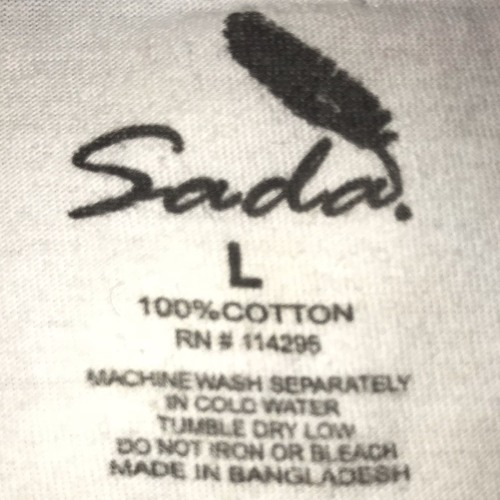 Sada.
L
100% COTTON
RN # 114295
MACHINE WASH SEPARATELY
IN COLD WATER
TUMBLE DRY LOW
DO NOT IRON OR BLEACH
MADE IN BANGLADESH